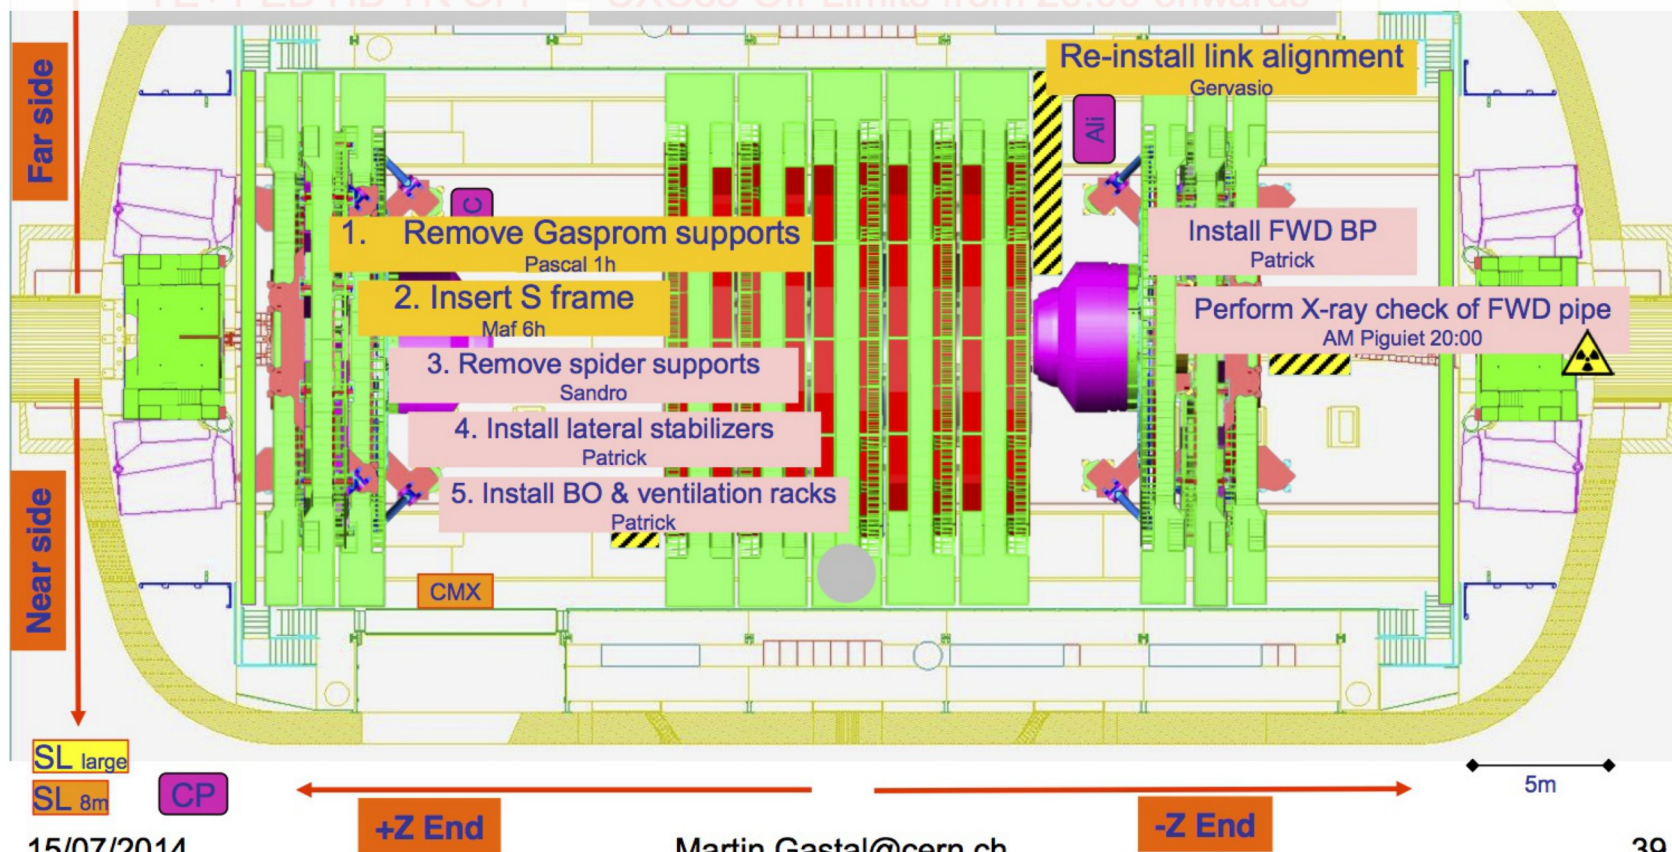 Far side
Re-install link alignment
Gervasio
Ali
C
1. Remove Gasprom supports
Pascal 1h
Install FWD BP
Patrick
2. Insert S frame
Maf 6h
Perform X-ray check of FWD pipe
AM Piguiet 20:00
3. Remove spider supports
Sandro
4. Install lateral stabilizers
Patrick
5. Install BO & ventilation racks
Patrick
Near side
CMX
SL large
SL 8m
CP
5m
+Z End
-Z End
15/07/2014
Martin.Gastal@cern.ch
39